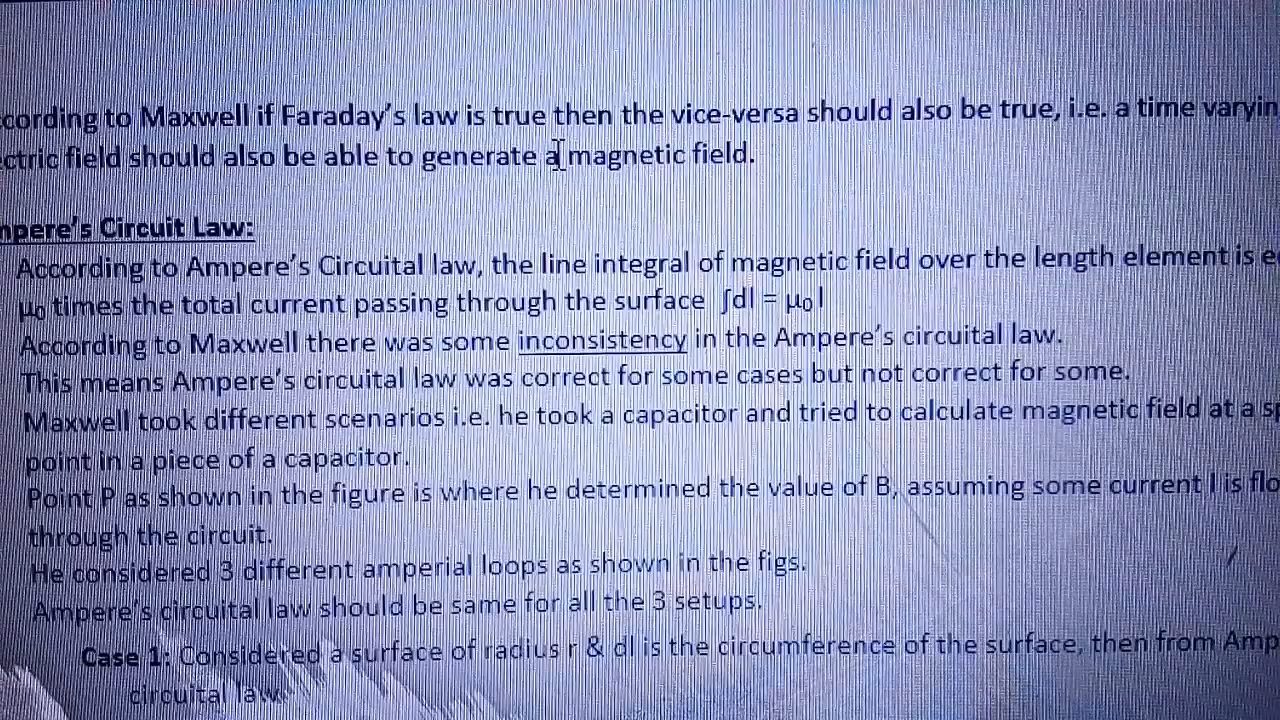 cording to Maxwell if Faraday's law is true then the vice-versa should also be true, i.e. a time varyin
ctric field should also be able to generate a magnetic field.
mpere's Circuit Law:
According to Ampere's Circuital law, the line integral of magnetic field over the length element is e
μ₀ times the total current passing through the surface ∫dl = μ₀I
According to Maxwell there was some inconsistency in the Ampere's circuital law.
This means Ampere's circuital law was correct for some cases but not correct for some.
Maxwell took different scenarios i.e. he took a capacitor and tried to calculate magnetic field at a sp
point in a piece of a capacitor.
Point P as shown in the figure is where he determined the value of B, assuming some current I is flo
through the circuit.
He considered 3 different amperial loops as shown in the figs.
Ampere's circuital law should be same for all the 3 setups.
Case 1: Considered a surface of radius r & dl is the circumference of the surface, then from Amp
circuital law